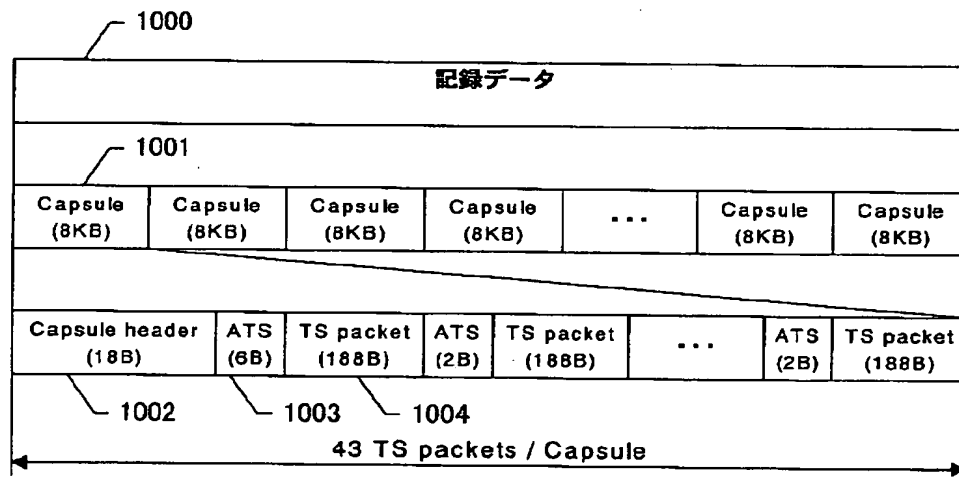 1000
記録データ
1001
Capsule
(8KB)
Capsule
(8KB)
Capsule
(8KB)
Capsule
(8KB)
...
Capsule
(8KB)
Capsule
(8KB)
Capsule header
(18B)
ATS
(6B)
TS packet
(188B)
ATS
(2B)
TS packet
(188B)
...
ATS
(2B)
TS packet
(188B)
1002
1003
1004
43 TS packets / Capsule